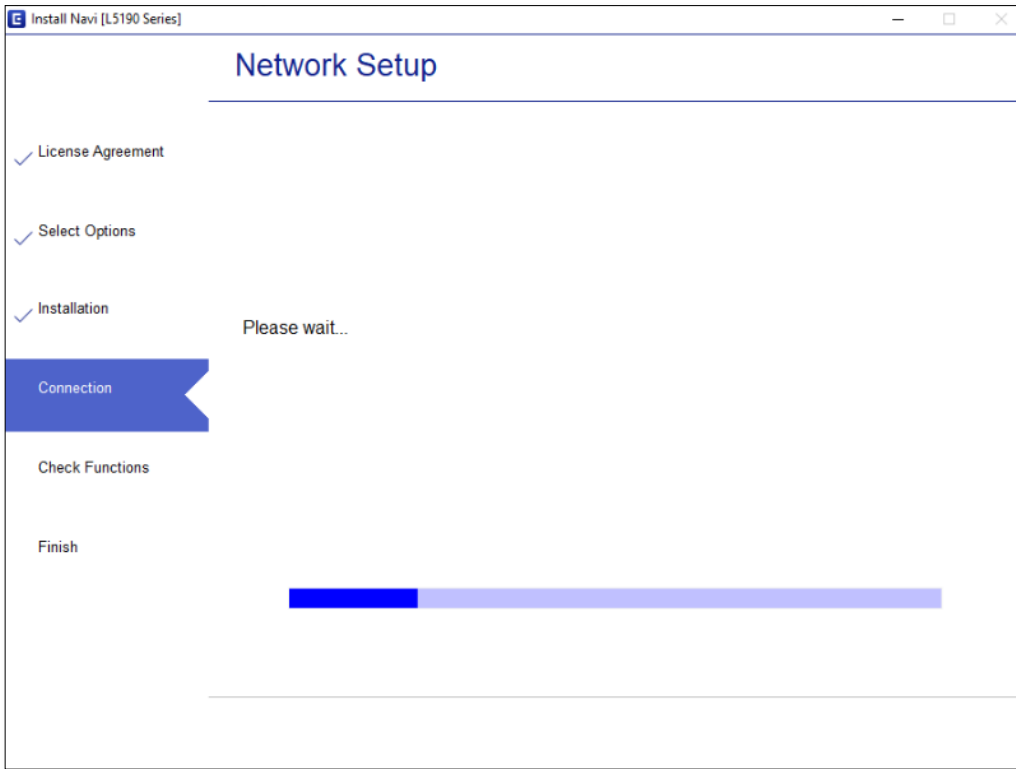 Install Navi [L5190 Series]
Network Setup
License Agreement
Select Options
Installation
Please wait...
Connection
Check Functions
Finish